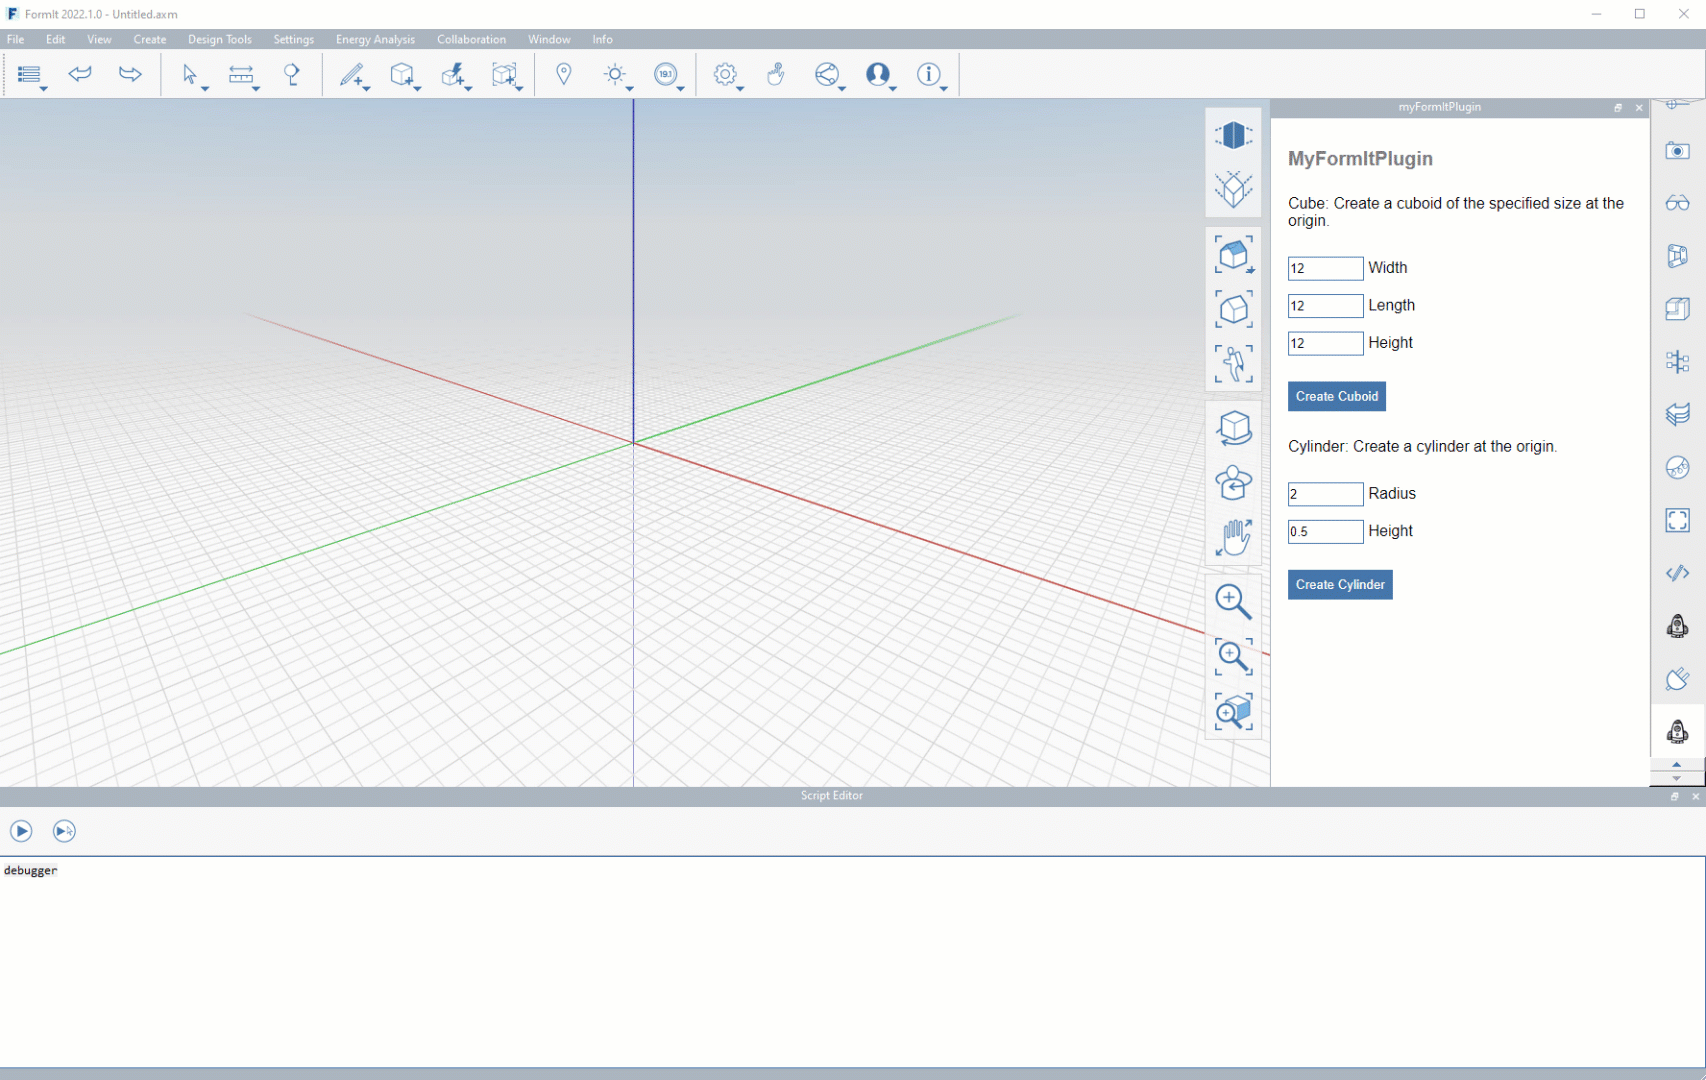 FormIt 2022.1.0 - Untitled.axm
File Edit View Create Design Tools Settings Energy Analysis Collaboration Window Info
19:1
myFormItPlugin
MyFormItPlugin
Cube: Create a cuboid of the specified size at the
origin.
12 Width
12 Length
12 Height
Create Cuboid
Cylinder: Create a cylinder at the origin.
2 Radius
0.5 Height
Create Cylinder
Script Editor
debugger